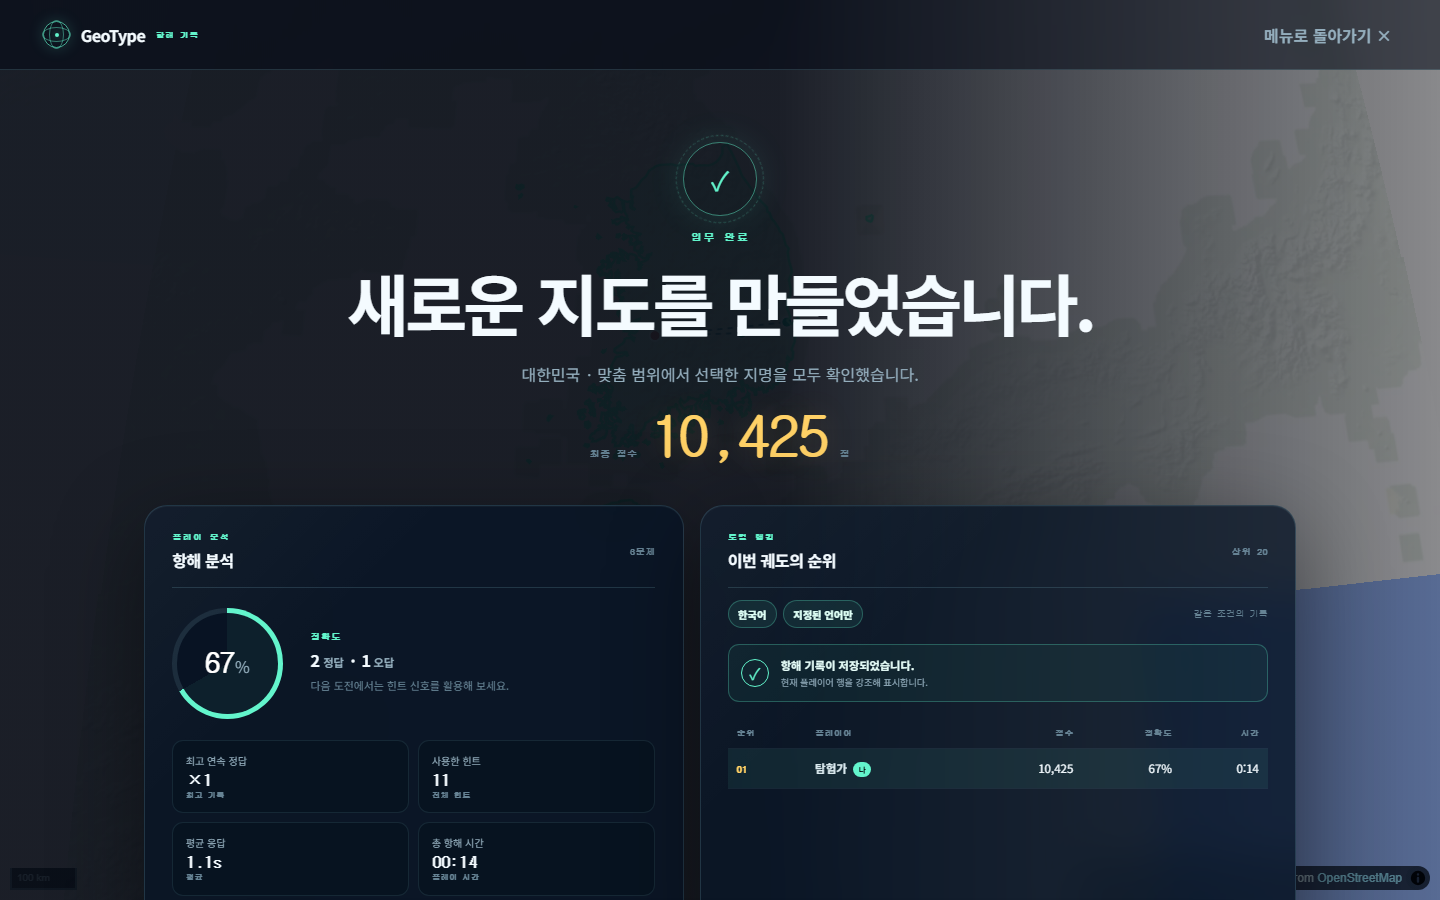 GeoType 플레이 기록
메뉴로 돌아가기 ✕
임무 완료
새로운 지도를 만들었습니다.
대한민국 · 맞춤 범위에서 선택한 지명을 모두 확인했습니다.
최종 점수 10,425 점
플레이 분석
항해 분석
6문제
67%
정확도
2 정답 · 1 오답
다음 도전에서는 힌트 신호를 활용해 보세요.
최고 연속 정답
×1
최고 기록
사용한 힌트
11
전체 힌트
평균 응답
1.1s
평균
총 항해 시간
00:14
플레이 시간
로컬 랭킹
이번 궤도의 순위
상위 20
한국어
지정된 언어만
같은 조건의 기록
항해 기록이 저장되었습니다.
현재 플레이어 행을 강조해 표시합니다.
순위 플레이어 점수 정확도 시간
01 탐험가 나 10,425 67% 0:14
100 km
rom OpenStreetMap